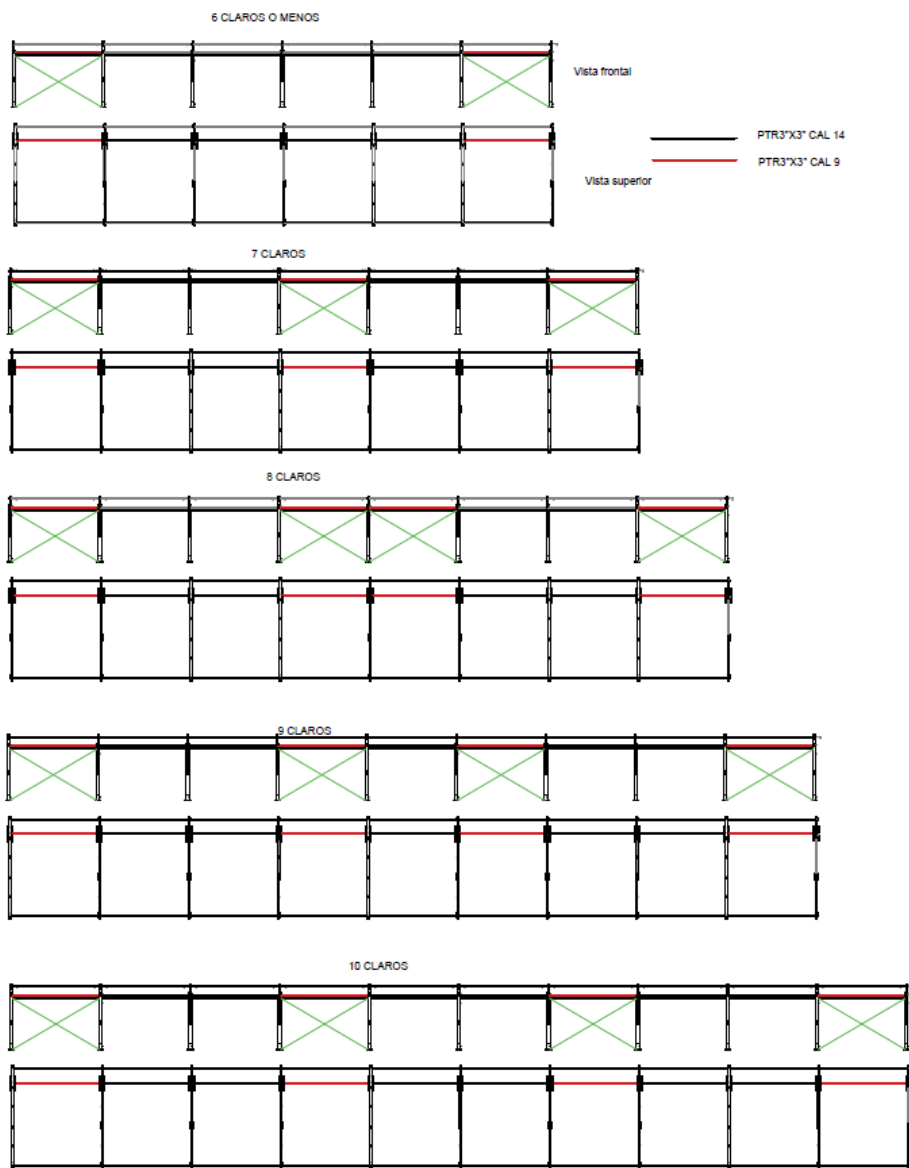 6 CLAROS O MENOS
Vista frontal
PTR3"X3" CAL 14
PTR3"X3" CAL 9
Vista superior
7 CLAROS
8 CLAROS
9 CLAROS
10 CLAROS